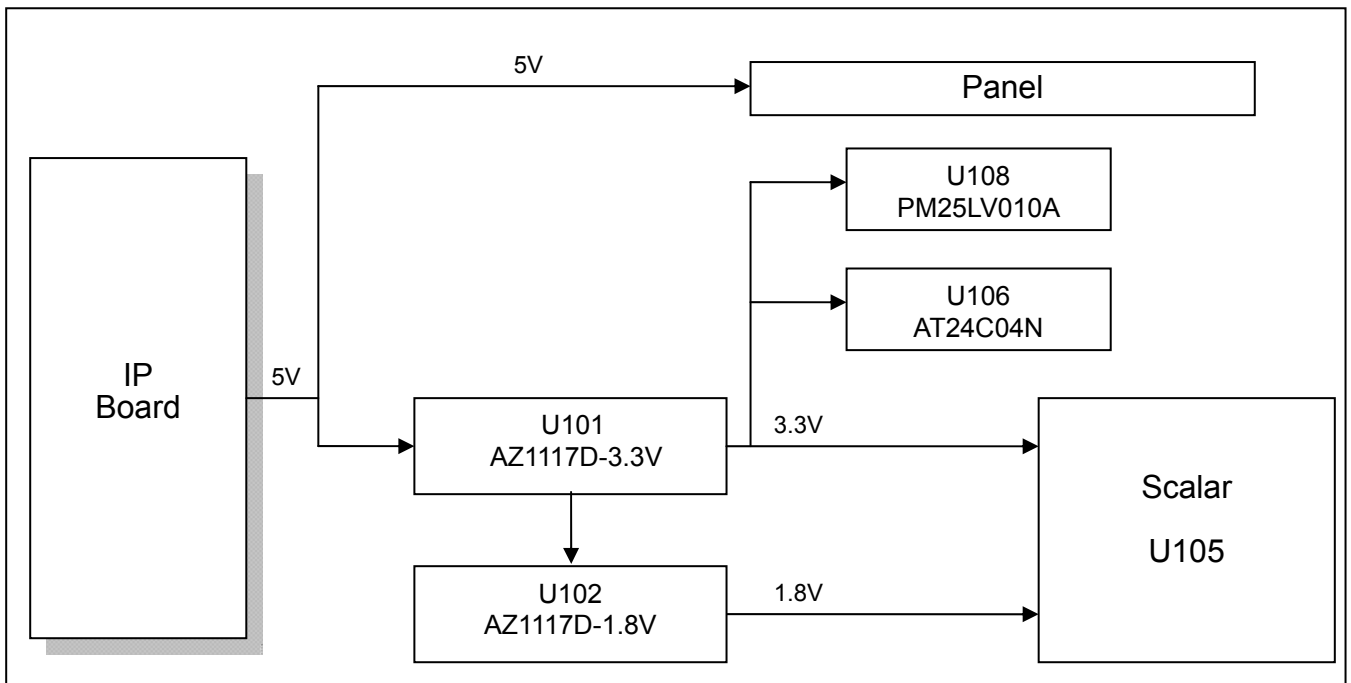 5V
Panel
U108
PM25LV010A
U106
AT24C04N
IP
Board
5V
U101
AZ1117D-3.3V
3.3V
Scalar
U105
U102
AZ1117D-1.8V
1.8V